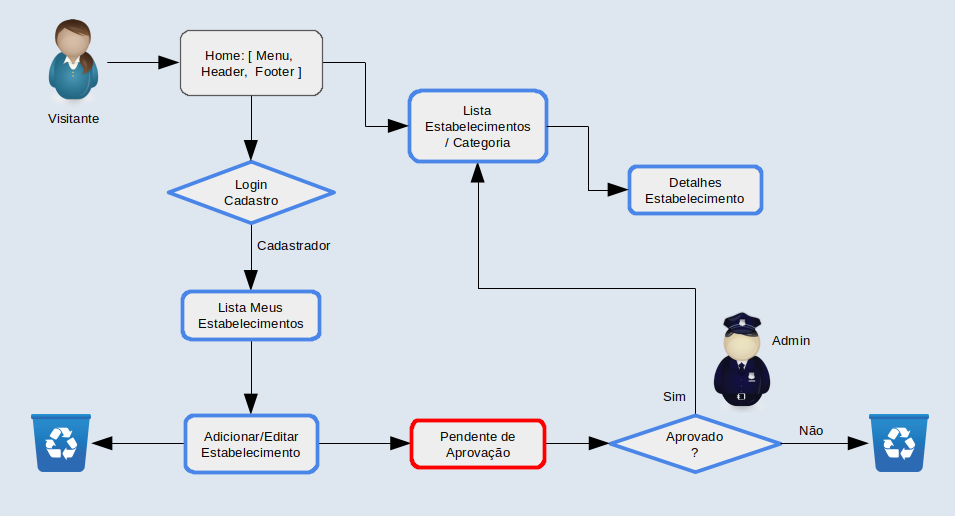 Visitante
Home: [ Menu,
Header, Footer ]
Lista
Estabelecimentos
/ Categoria
Detalhes
Estabelecimento
Login
Cadastro
Cadastrador
Lista Meus
Estabelecimentos
Adicionar/Editar
Estabelecimento
Pendente de
Aprovação
Aprovado
?
Sim
Admin
Não